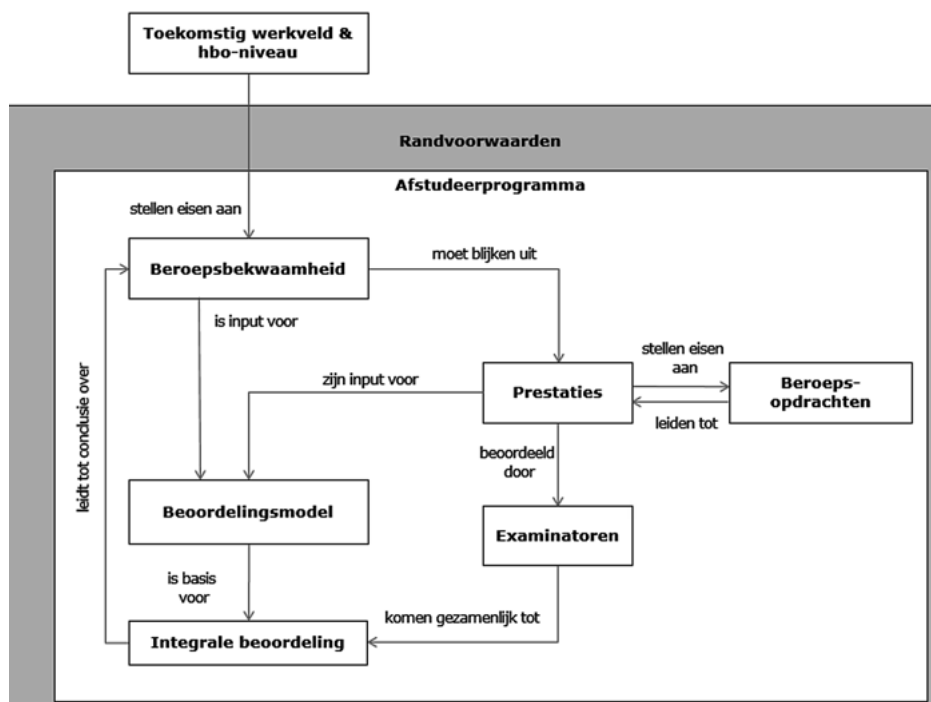 Toekomstig werkveld &
hbo-niveau
Randvoorwaarden
Afstudeerprogramma
stellen eisen aan
Beroepsbekwaamheid
moet blijken uit
is input voor
zijn input voor
Prestaties
stellen eisen
aan
leiden tot
Beroeps-
opdrachten
beoordeeld
door
leidt tot conclusie over
Beoordelingsmodel
Examinatoren
is basis
voor
komen gezamenlijk tot
Integrale beoordeling